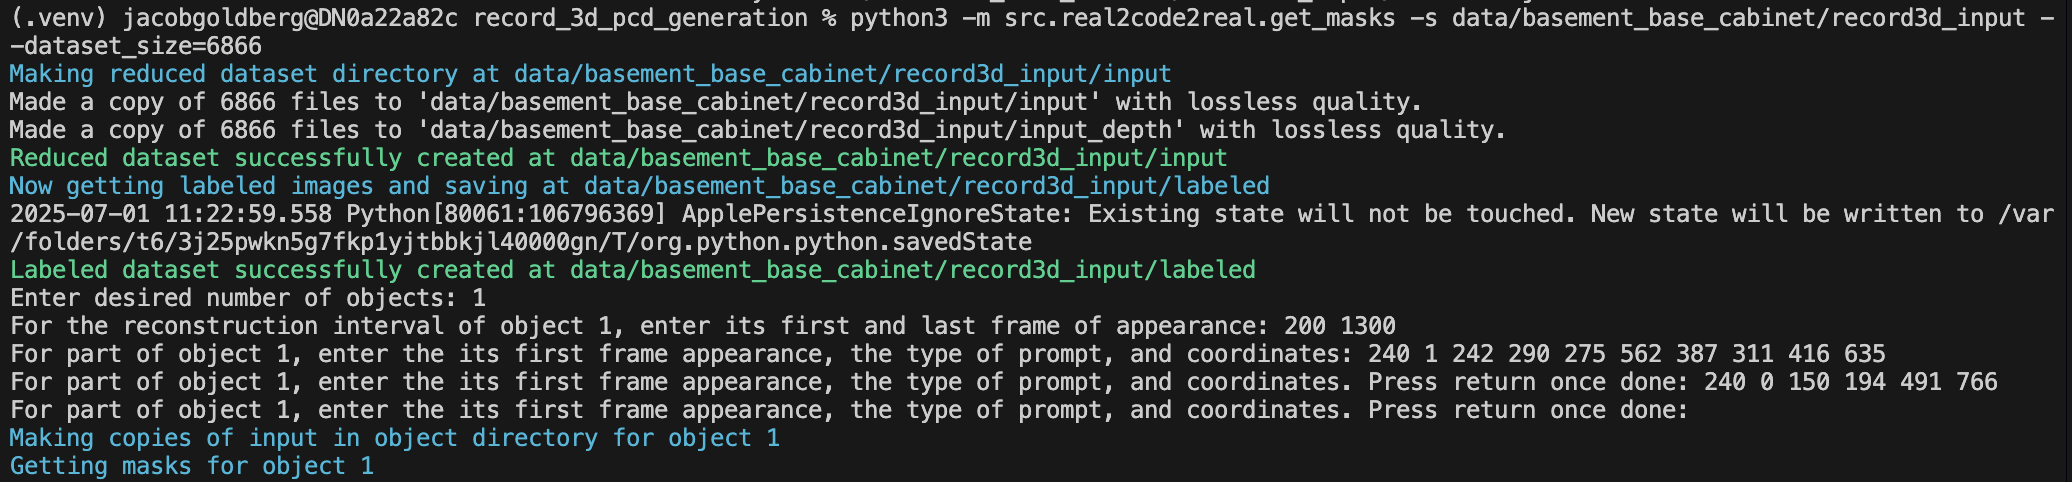 (.venv) jacobgoldberg@DN0a22a82c record_3d_pcd_generation % python3 -m src.real2code2real.get_masks -s data/basement_base_cabinet/record3d_input -
-dataset_size=6866
Making reduced dataset directory at data/basement_base_cabinet/record3d_input/input
Made a copy of 6866 files to 'data/basement_base_cabinet/record3d_input/input' with lossless quality.
Made a copy of 6866 files to 'data/basement_base_cabinet/record3d_input/input_depth' with lossless quality.
Reduced dataset successfully created at data/basement_base_cabinet/record3d_input/input
Now getting labeled images and saving at data/basement_base_cabinet/record3d_input/labeled
2025-07-01 11:22:59.558 Python[80061:106796369] ApplePersistenceIgnoreState: Existing state will not be touched. New state will be written to /var
/folders/t6/3j25pwkn5g7fkp1yjtbbkjl40000gn/T/org.python.python.savedState
Labeled dataset successfully created at data/basement_base_cabinet/record3d_input/labeled
Enter desired number of objects: 1
For the reconstruction interval of object 1, enter its first and last frame of appearance: 200 1300
For part of object 1, enter the its first frame appearance, the type of prompt, and coordinates: 240 1 242 290 275 562 387 311 416 635
For part of object 1, enter the its first frame appearance, the type of prompt, and coordinates. Press return once done: 240 0 150 194 491 766
For part of object 1, enter the its first frame appearance, the type of prompt, and coordinates. Press return once done:
Making copies of input in object directory for object 1
Getting masks for object 1